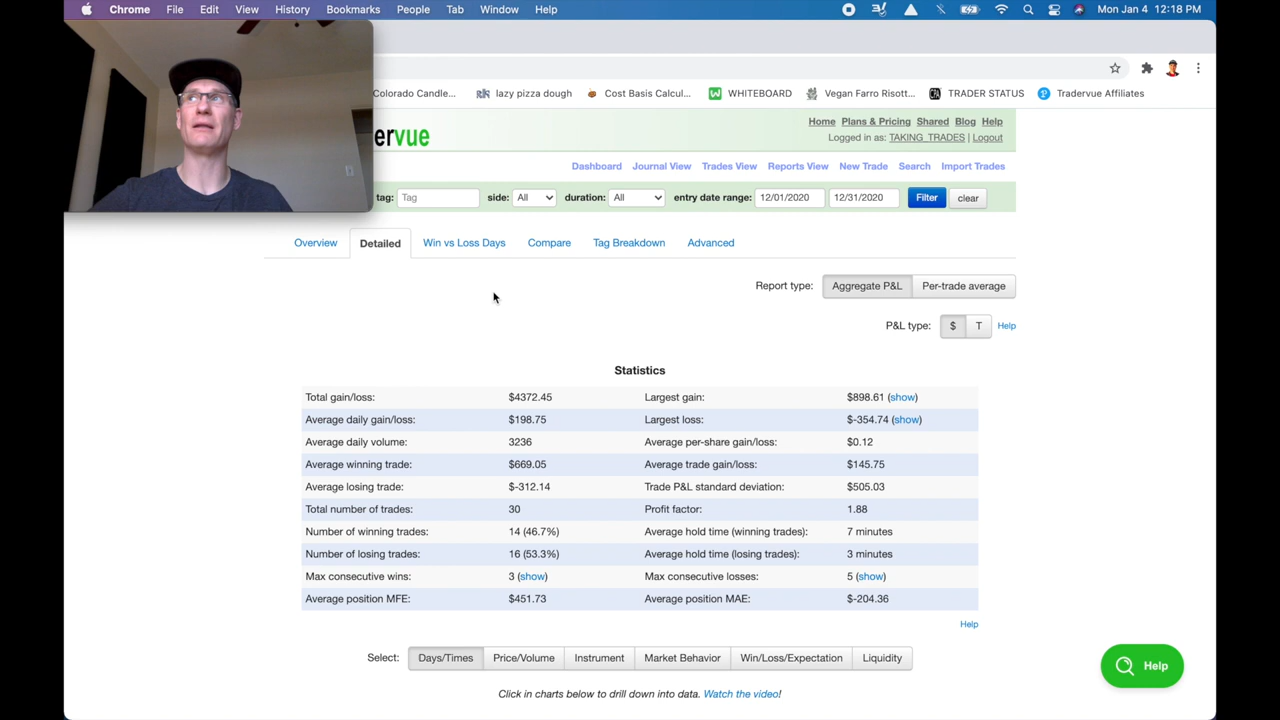 Chrome File Edit View History Bookmarks People Tab Window Help Mon Jan 4 12:18 PM
Colorado Candle... lazy pizza dough Cost Basis Calcul... WHITEBOARD Vegan Farro Risott... TRADER STATUS Tradervue Affiliates
ervue
Home Plans & Pricing Shared Blog Help
Logged in as: TAKING_TRADES | Logout
Dashboard Journal View Trades View Reports View New Trade Search Import Trades
tag: Tag side: All duration: All entry date range: 12/01/2020 12/31/2020 Filter clear
Overview Detailed Win vs Loss Days Compare Tag Breakdown Advanced
Report type: Aggregate P&L Per-trade average
P&L type: $ T Help
Statistics
Total gain/loss: $4372.45 Largest gain: $898.61 (show)
Average daily gain/loss: $198.75 Largest loss: $-354.74 (show)
Average daily volume: 3236 Average per-share gain/loss: $0.12
Average winning trade: $669.05 Average trade gain/loss: $145.75
Average losing trade: $-312.14 Trade P&L standard deviation: $505.03
Total number of trades: 30 Profit factor: 1.88
Number of winning trades: 14 (46.7%) Average hold time (winning trades): 7 minutes
Number of losing trades: 16 (53.3%) Average hold time (losing trades): 3 minutes
Max consecutive wins: 3 (show) Max consecutive losses: 5 (show)
Average position MFE: $451.73 Average position MAE: $-204.36
Help
Select: Days/Times Price/Volume Instrument Market Behavior Win/Loss/Expectation Liquidity
Help
Click in charts below to drill down into data. Watch the video!